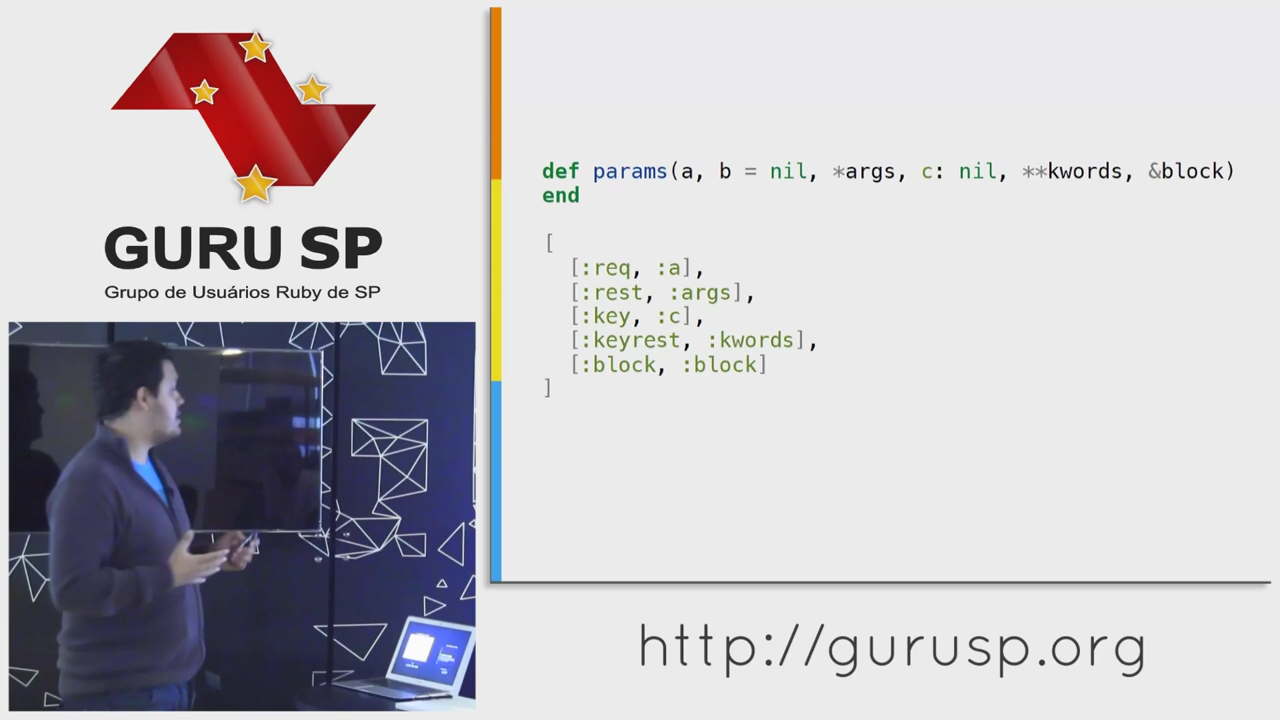 GURU SP
Grupo de Usuários Ruby de SP
def params(a, b = nil, *args, c: nil, **kwords, &block)
end
[
[:req, :a],
[:rest, :args],
[:key, :c],
[:keyrest, :kwords],
[:block, :block]
]
http://gurusp.org